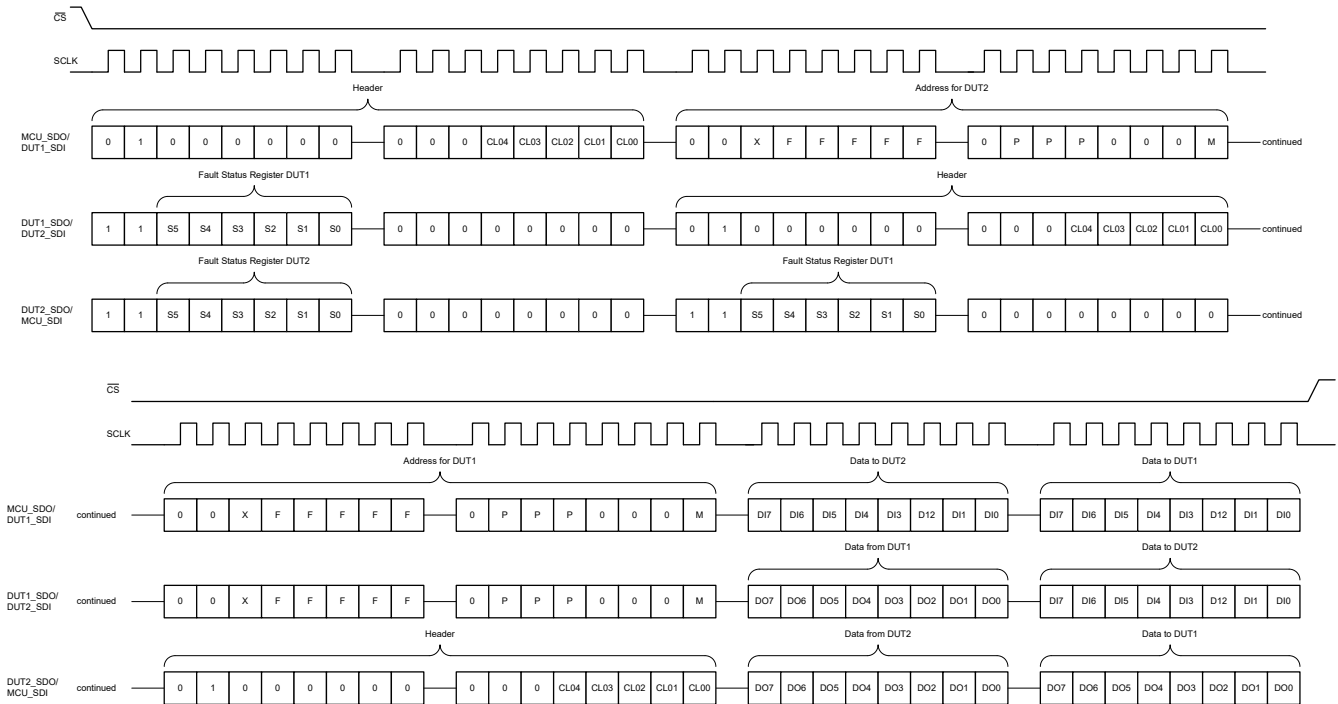 CS
SCLK
Header Address for DUT2
MCU_SDO/
DUT1_SDI
0 1 0 0 0 0 0 0 0 0 0 CL04 CL03 CL02 CL01 CL00 0 0 X F F F F F 0 P P P 0 0 0 M continued
Fault Status Register DUT1 Header
DUT1_SDO/
DUT2_SDI
1 1 S5 S4 S3 S2 S1 S0 0 0 0 0 0 0 0 0 0 1 0 0 0 0 0 0 0 0 0 CL04 CL03 CL02 CL01 CL00 continued
Fault Status Register DUT2 Fault Status Register DUT1
DUT2_SDO/
MCU_SDI
1 1 S5 S4 S3 S2 S1 S0 0 0 0 0 0 0 0 0 1 1 S5 S4 S3 S2 S1 S0 0 0 0 0 0 0 0 0 continued
CS
SCLK
Address for DUT1 Data to DUT2 Data to DUT1
MCU_SDO/
DUT1_SDI
continued 0 0 X F F F F F 0 P P P 0 0 0 M DI7 DI6 DI5 DI4 DI3 D12 DI1 DI0 DI7 DI6 DI5 DI4 DI3 D12 DI1 DI0
Data from DUT1 Data to DUT2
DUT1_SDO/
DUT2_SDI
continued 0 0 X F F F F F 0 P P P 0 0 0 M DO7 DO6 DO5 DO4 DO3 DO2 DO1 DO0 DI7 DI6 DI5 DI4 DI3 D12 DI1 DI0
Header Data from DUT2 Data to DUT1
DUT2_SDO/
MCU_SDI
continued 0 1 0 0 0 0 0 0 0 0 0 CL04 CL03 CL02 CL01 CL00 DO7 DO6 DO5 DO4 DO3 DO2 DO1 DO0 DO7 DO6 DO5 DO4 DO3 DO2 DO1 DO0